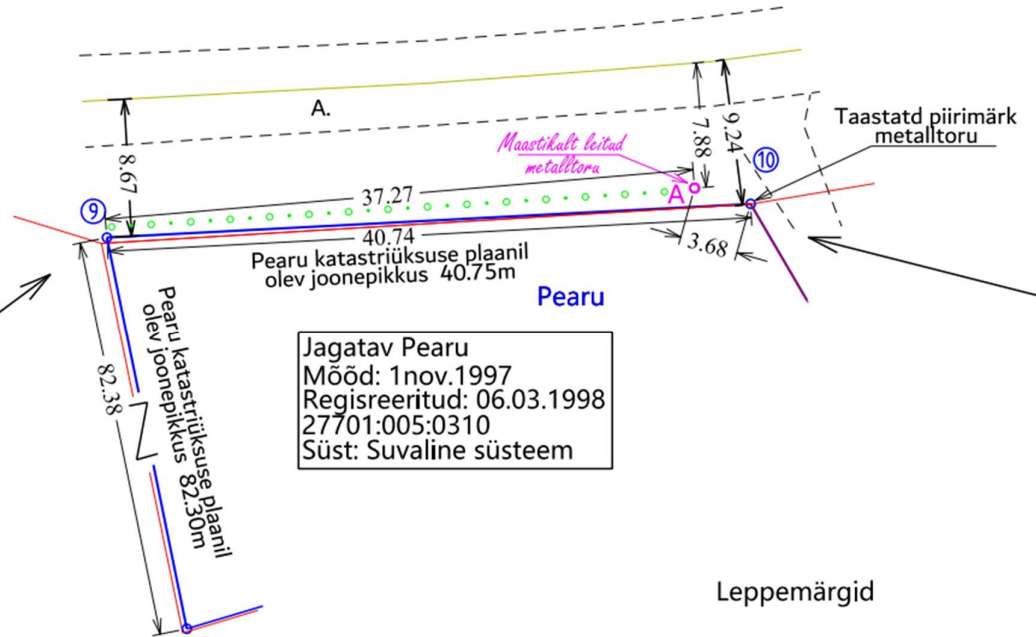 A.
8.67
7.88
9.24
Taastatd piirimärk
metalltoru
Maastikult leitud
metalltoru
10
A
37.27
9
40.74
3.68
Pearu katastriüksuse plaanil
olev joonepikkus 40.75m
Pearu
Pearu katastriüksuse plaanil
olev joonepikkus 82.30m
82.38
Jagatav Pearu
Mõõd: 1nov.1997
Regisreeritud: 06.03.1998
27701:005:0310
Süst: Suvaline süsteem
Leppemärgid